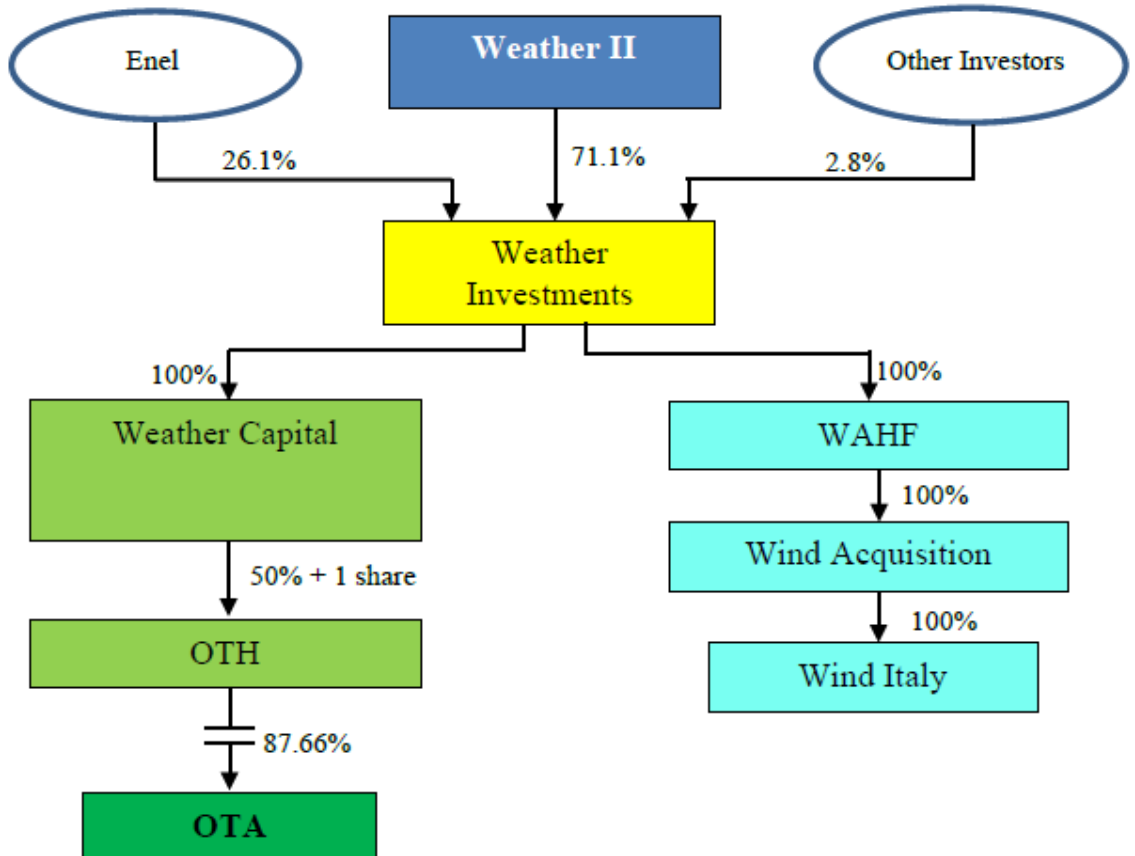 Enel
Weather II
Other Investors
26.1%
71.1%
2.8%
Weather
Investments
100%
100%
Weather Capital
WAHF
100%
Wind Acquisition
50% + 1 share
100%
OTH
Wind Italy
87.66%
OTA